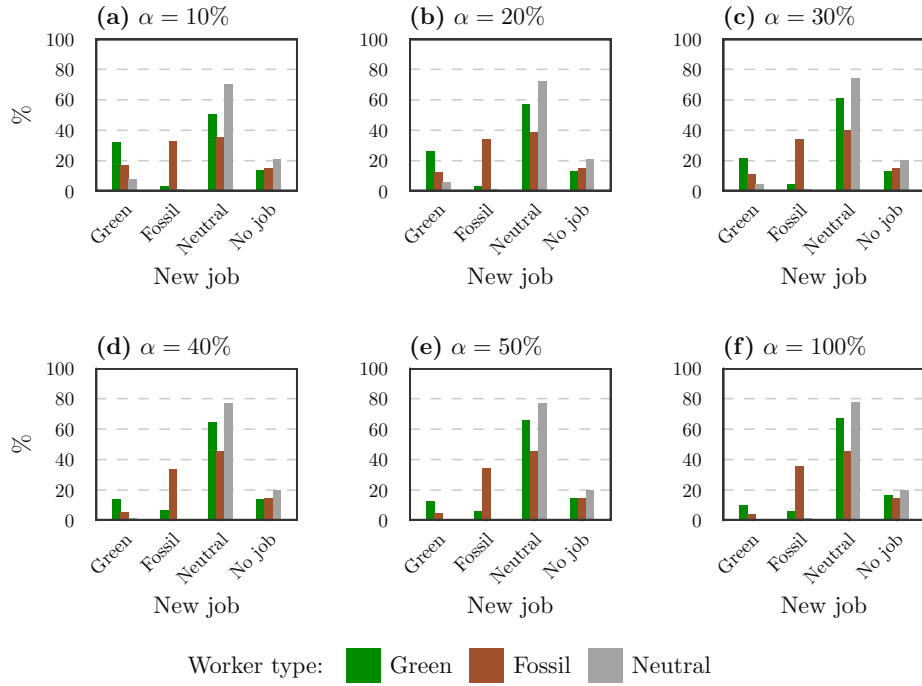 (a) α = 10%
(b) α = 20%
(c) α = 30%
100
80
60
40
20
0
%
Green
Fossil
Neutral
No job
New job
100
80
60
40
20
0
Green
Fossil
Neutral
No job
New job
100
80
60
40
20
0
Green
Fossil
Neutral
No job
New job
(d) α = 40%
(e) α = 50%
(f) α = 100%
100
80
60
40
20
0
%
Green
Fossil
Neutral
No job
New job
100
80
60
40
20
0
Green
Fossil
Neutral
No job
New job
100
80
60
40
20
0
Green
Fossil
Neutral
No job
New job
Worker type: Green Fossil Neutral